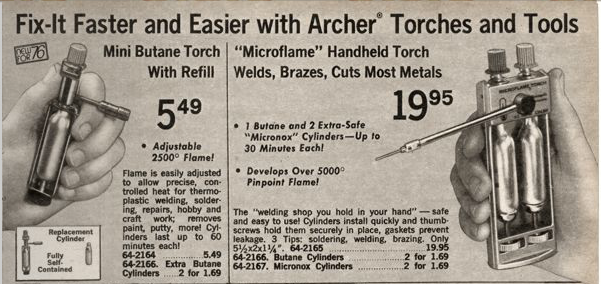 Fix-It Faster and Easier with Archer® Torches and Tools
NEW FOR '76
Mini Butane Torch
With Refill
5⁴⁹
• Adjustable
2500° Flame!
Flame is easily adjusted
to allow precise, con-
trolled heat for thermo-
plastic welding, solder-
ing, repairs, hobby and
craft work; removes
paint, putty, more! Cyl-
inders last up to 60
minutes each!
64-2164 ........ 5.49
64-2166. Extra Butane
Cylinders .....2 for 1.69
Replacement
Cylinder
Fully
Self-
Contained
"Microflame" Handheld Torch
Welds, Brazes, Cuts Most Metals
19⁹⁵
• 1 Butane and 2 Extra-Safe
"Micronox" Cylinders—Up to
30 Minutes Each!
• Develops Over 5000°
Pinpoint Flame!
The "welding shop you hold in your hand" — safe
and easy to use! Cylinders install quickly and thumb-
screws hold them securely in place, gaskets prevent
leakage. 3 Tips: soldering, welding, brazing. Only
5½x2x1¼". 64-2165 ........ 19.95
64-2166. Butane Cylinders ........ 2 for 1.69
64-2167. Micronox Cylinders ........ 2 for 1.69
MICROFLAME TORCH